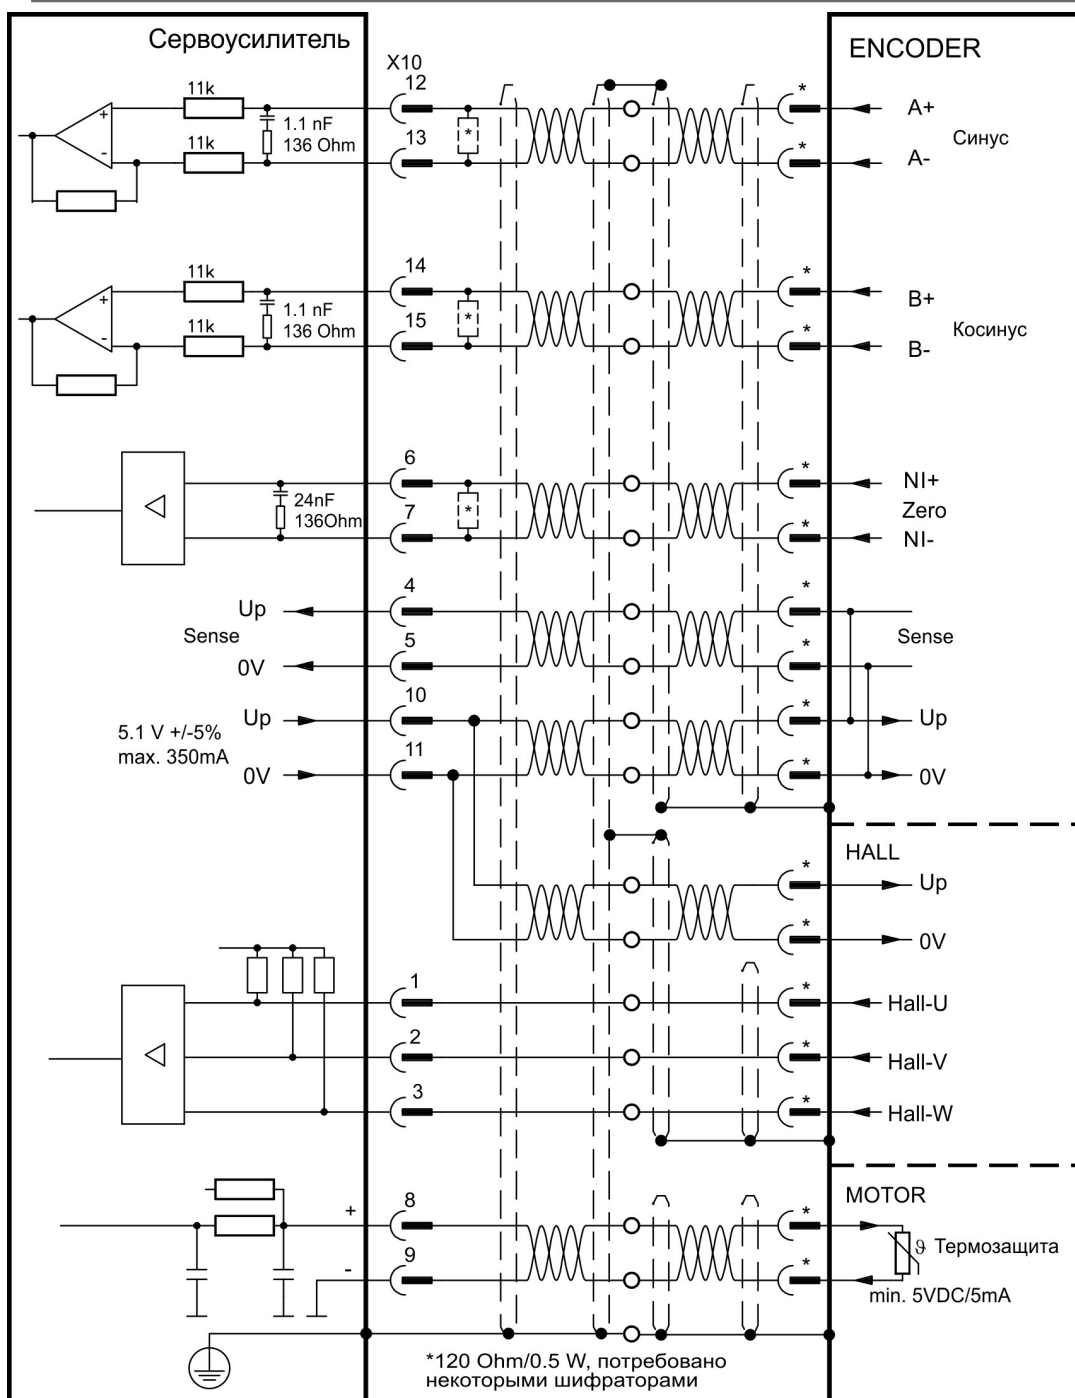 Сервоусилитель
X10
ENCODER
11k
12
*
A+
+
1.1 nF
*
Синус
-
136 Ohm
11k
13
*
A-
11k
14
*
B+
+
1.1 nF
*
Косинус
-
136 Ohm
11k
15
*
B-
6
*
NI+
24nF
*
Zero
136Ohm
7
*
NI-
Up
4
*
Sense
Sense
0V
5
*
5.1 V +/-5%
max. 350mA
Up
10
*
Up
0V
11
*
0V
HALL
*
Up
*
0V
1
*
Hall-U
2
*
Hall-V
3
*
Hall-W
MOTOR
+
8
*
ϑ Термозащита
-
9
*
min. 5VDC/5mA
*120 Ohm/0.5 W, потребовано
некоторыми шифраторами